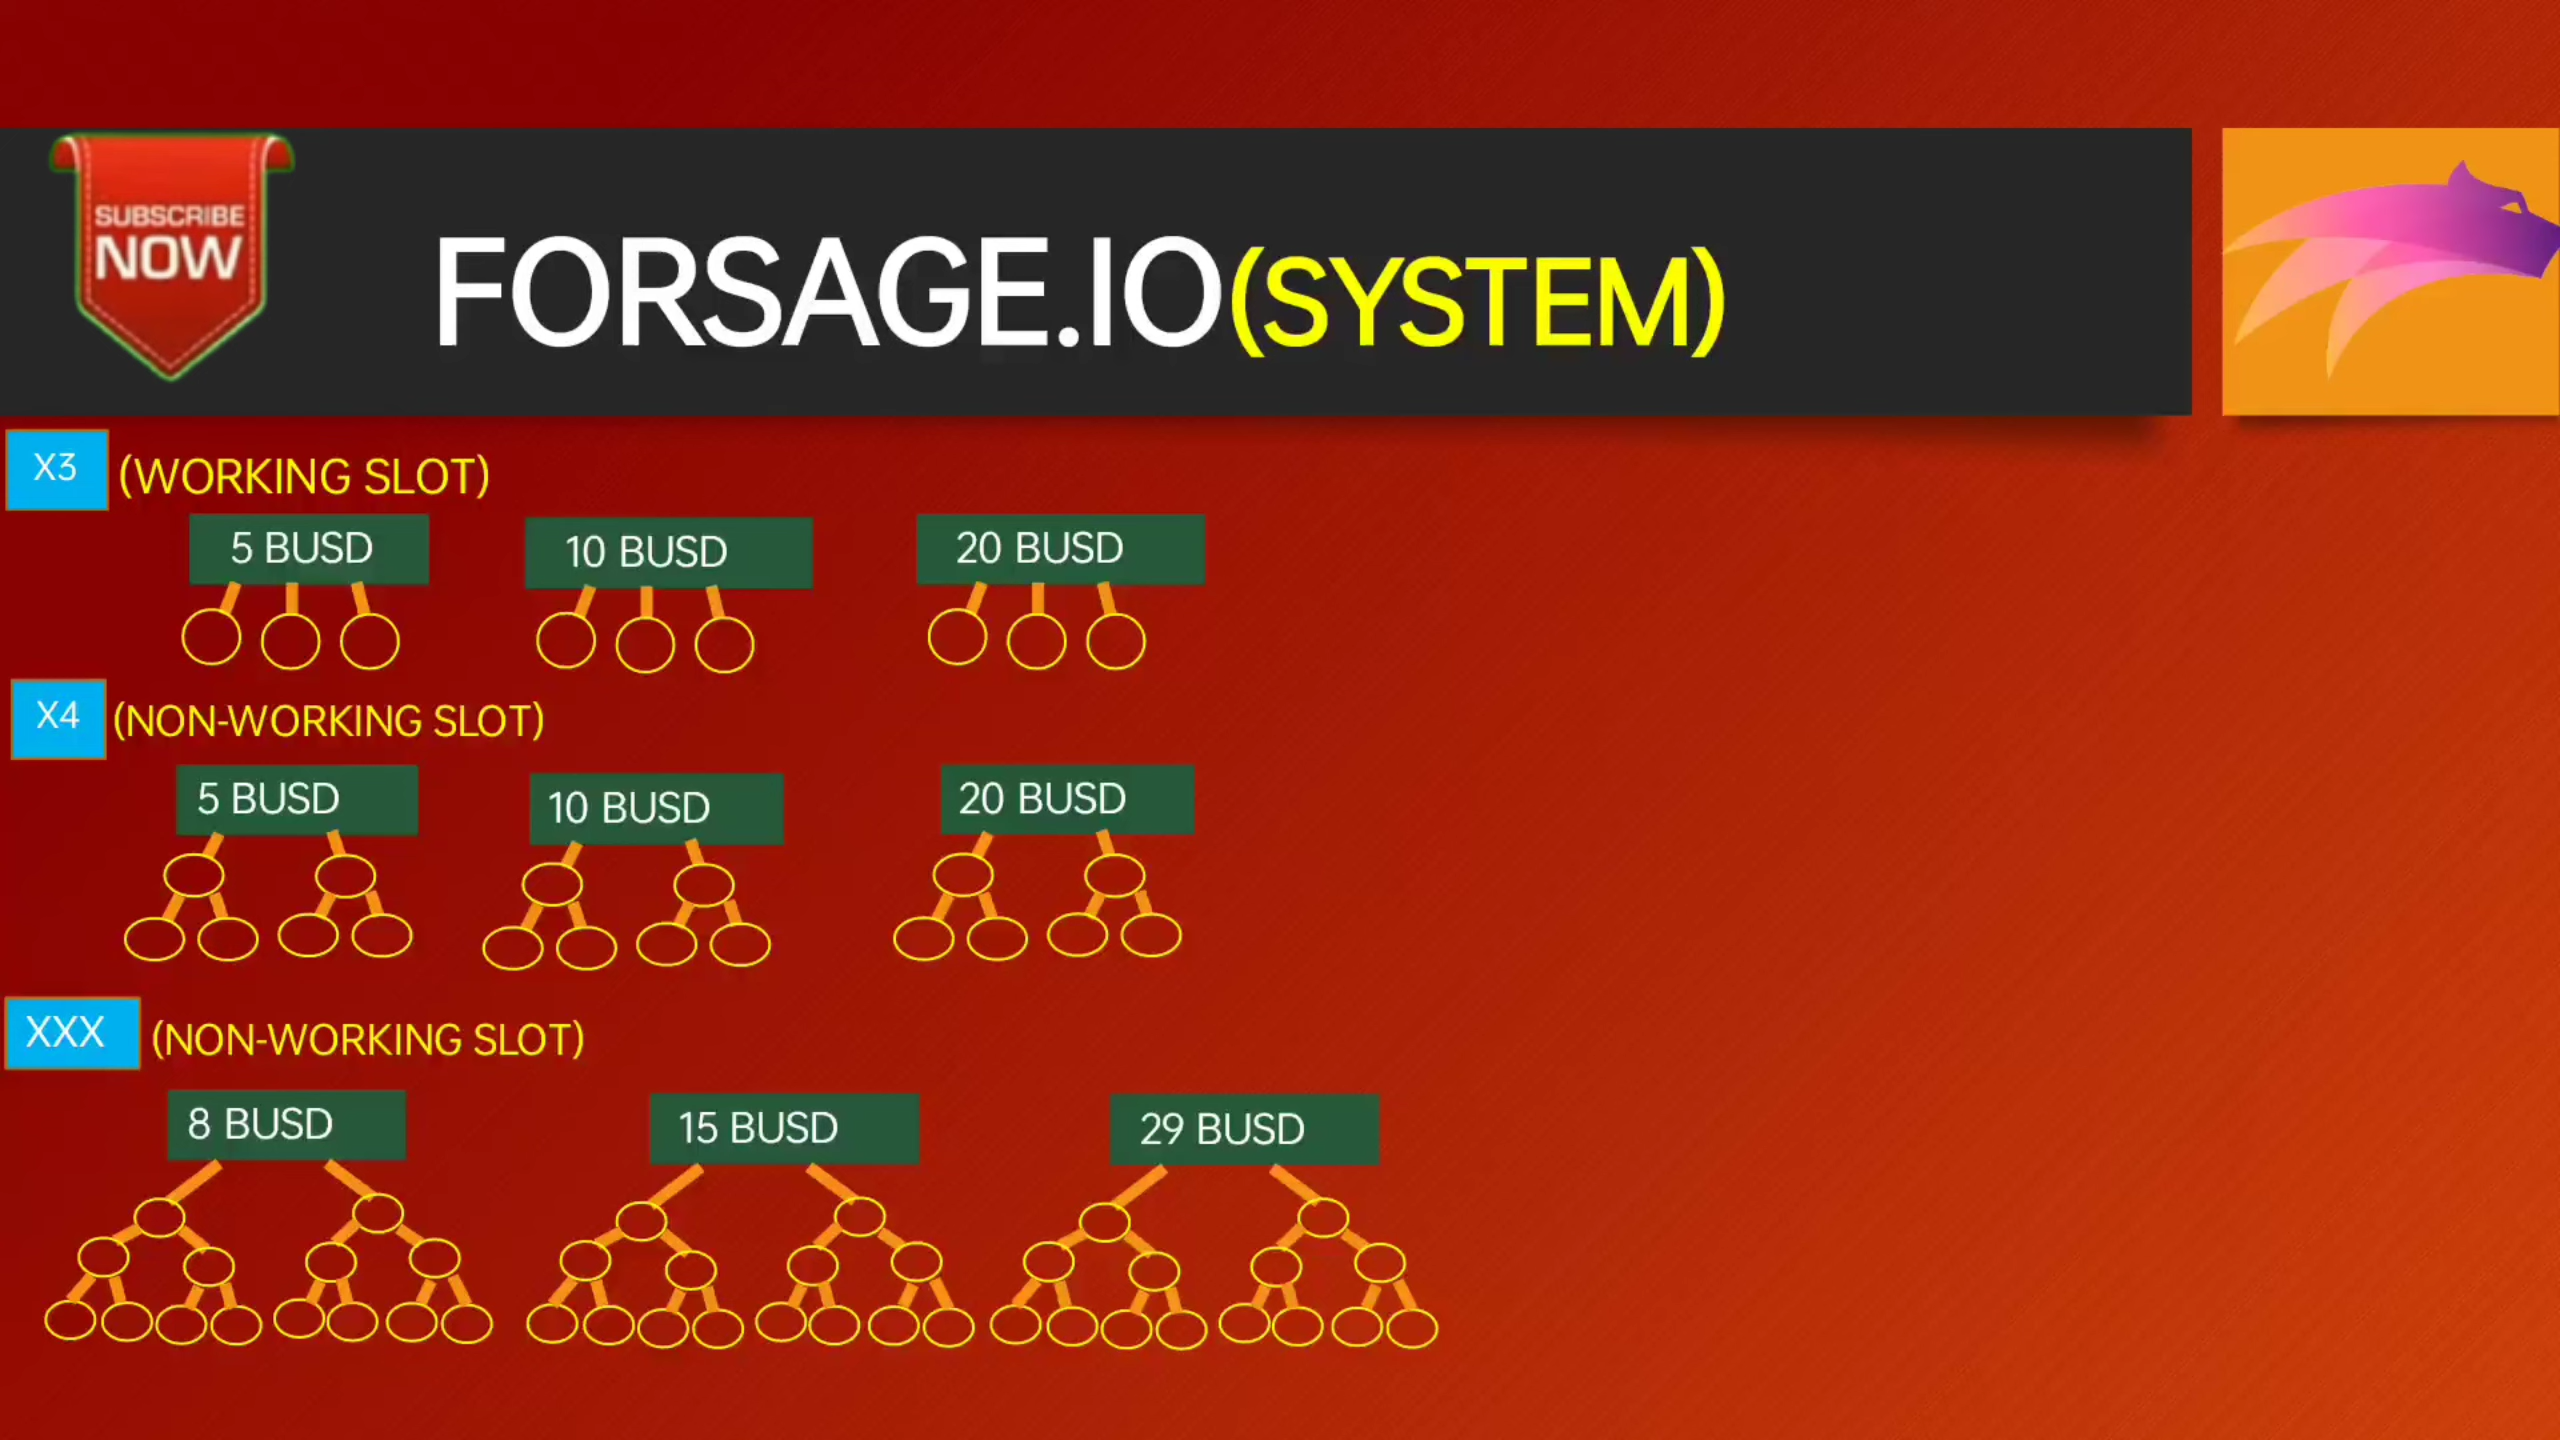 SUBSCRIBE
NOW
FORSAGE.IO(SYSTEM)
X3 (WORKING SLOT)
5 BUSD 10 BUSD 20 BUSD
X4 (NON-WORKING SLOT)
5 BUSD 10 BUSD 20 BUSD
XXX (NON-WORKING SLOT)
8 BUSD 15 BUSD 29 BUSD